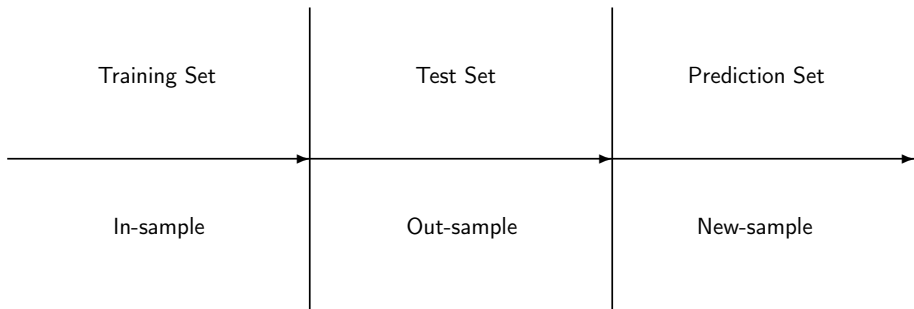 Training Set
Test Set
Prediction Set
In-sample
Out-sample
New-sample